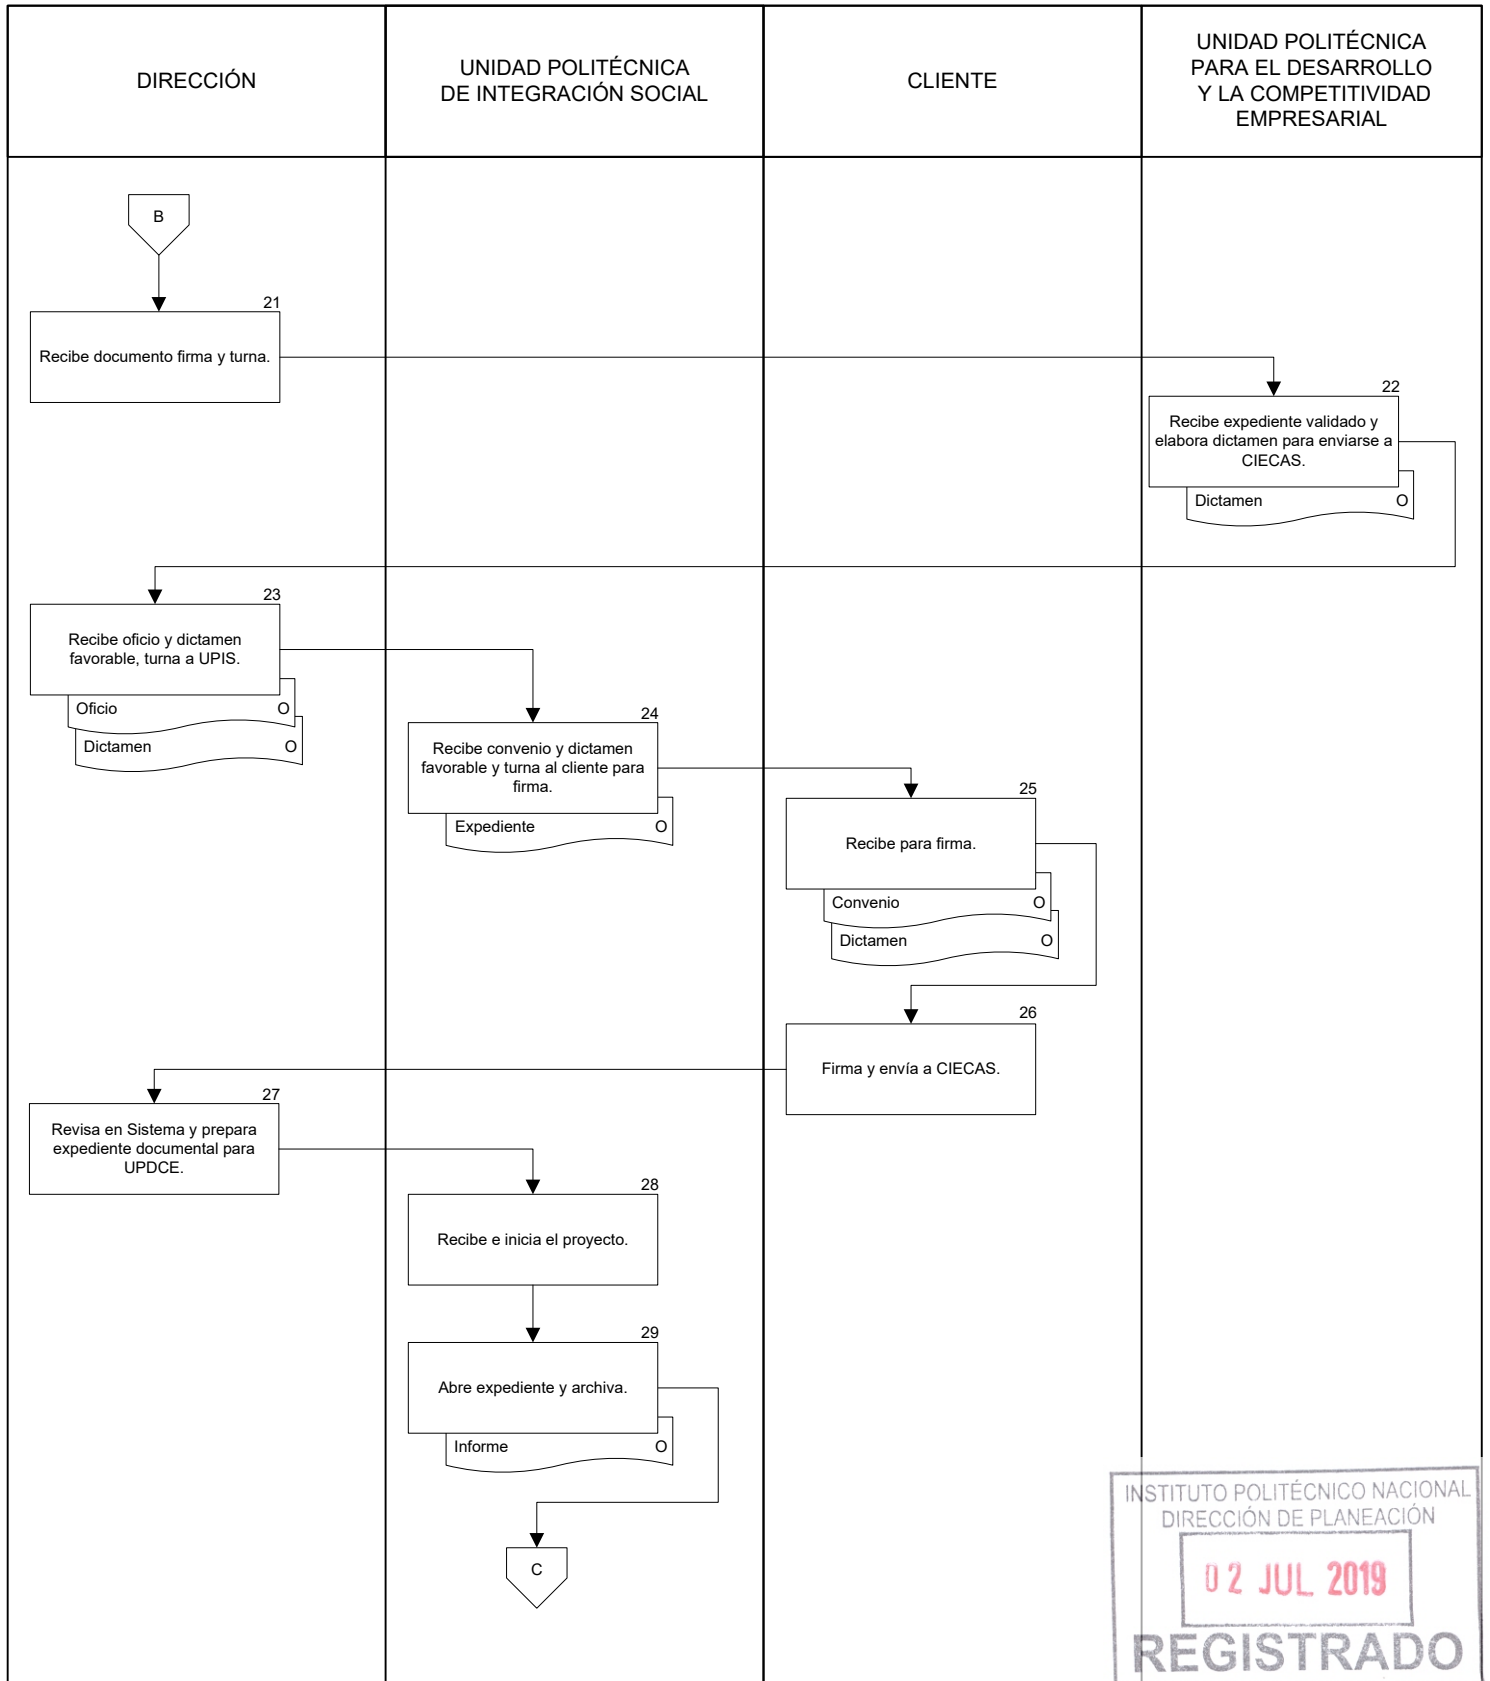 DIRECCIÓN
UNIDAD POLITÉCNICA
DE INTEGRACIÓN SOCIAL
CLIENTE
UNIDAD POLITÉCNICA
PARA EL DESARROLLO
Y LA COMPETITIVIDAD
EMPRESARIAL
B
21
Recibe documento firma y turna.
22
Recibe expediente validado y
elabora dictamen para enviarse a
CIECAS.
Dictamen O
23
Recibe oficio y dictamen
favorable, turna a UPIS.
Oficio O
Dictamen O
24
Recibe convenio y dictamen
favorable y turna al cliente para
firma.
Expediente O
25
Recibe para firma.
Convenio O
Dictamen O
26
Firma y envía a CIECAS.
27
Revisa en Sistema y prepara
expediente documental para
UPDCE.
28
Recibe e inicia el proyecto.
29
Abre expediente y archiva.
Informe O
C
INSTITUTO POLITÉCNICO NACIONAL
DIRECCIÓN DE PLANEACIÓN
02 JUL 2019
REGISTRADO